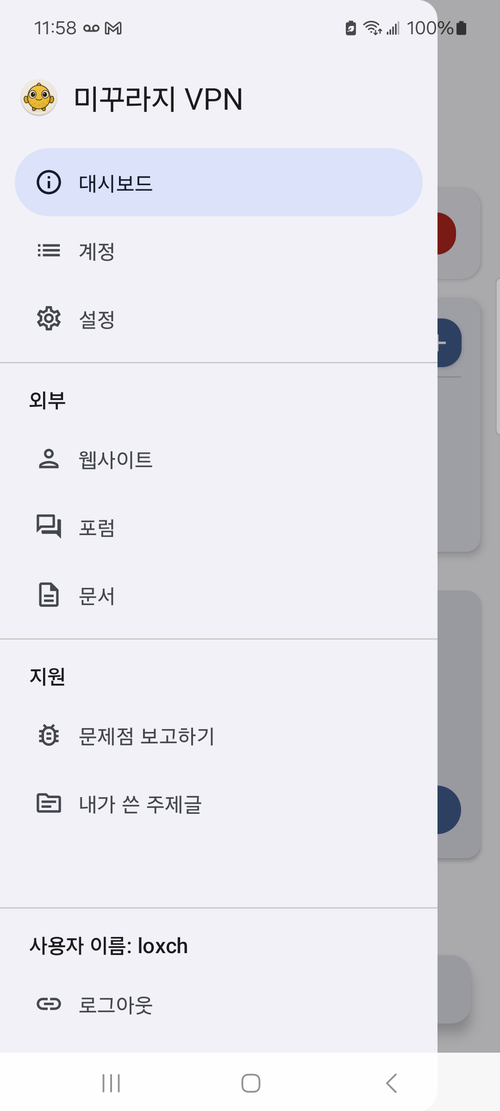 11:58
100%
미꾸라지 VPN
대시보드
계정
설정
외부
웹사이트
포럼
문서
지원
문제점 보고하기
내가 쓴 주제글
사용자 이름: loxch
로그아웃